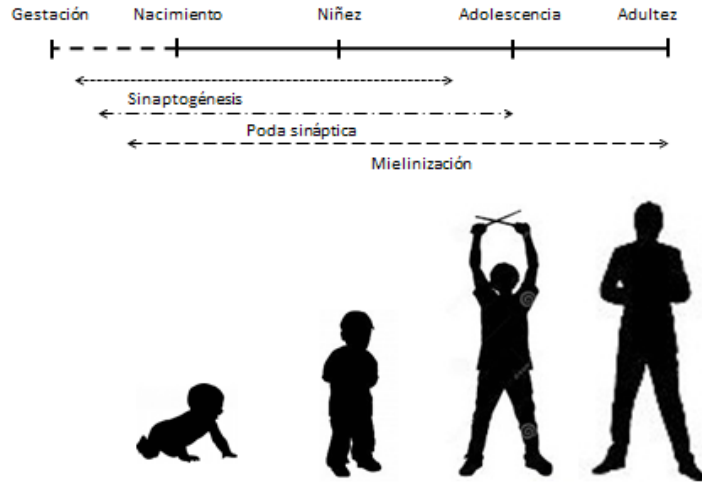 Gestación Nacimiento Niñez Adolescencia Adultez
Sinaptogénesis
Poda sináptica
Mielinización